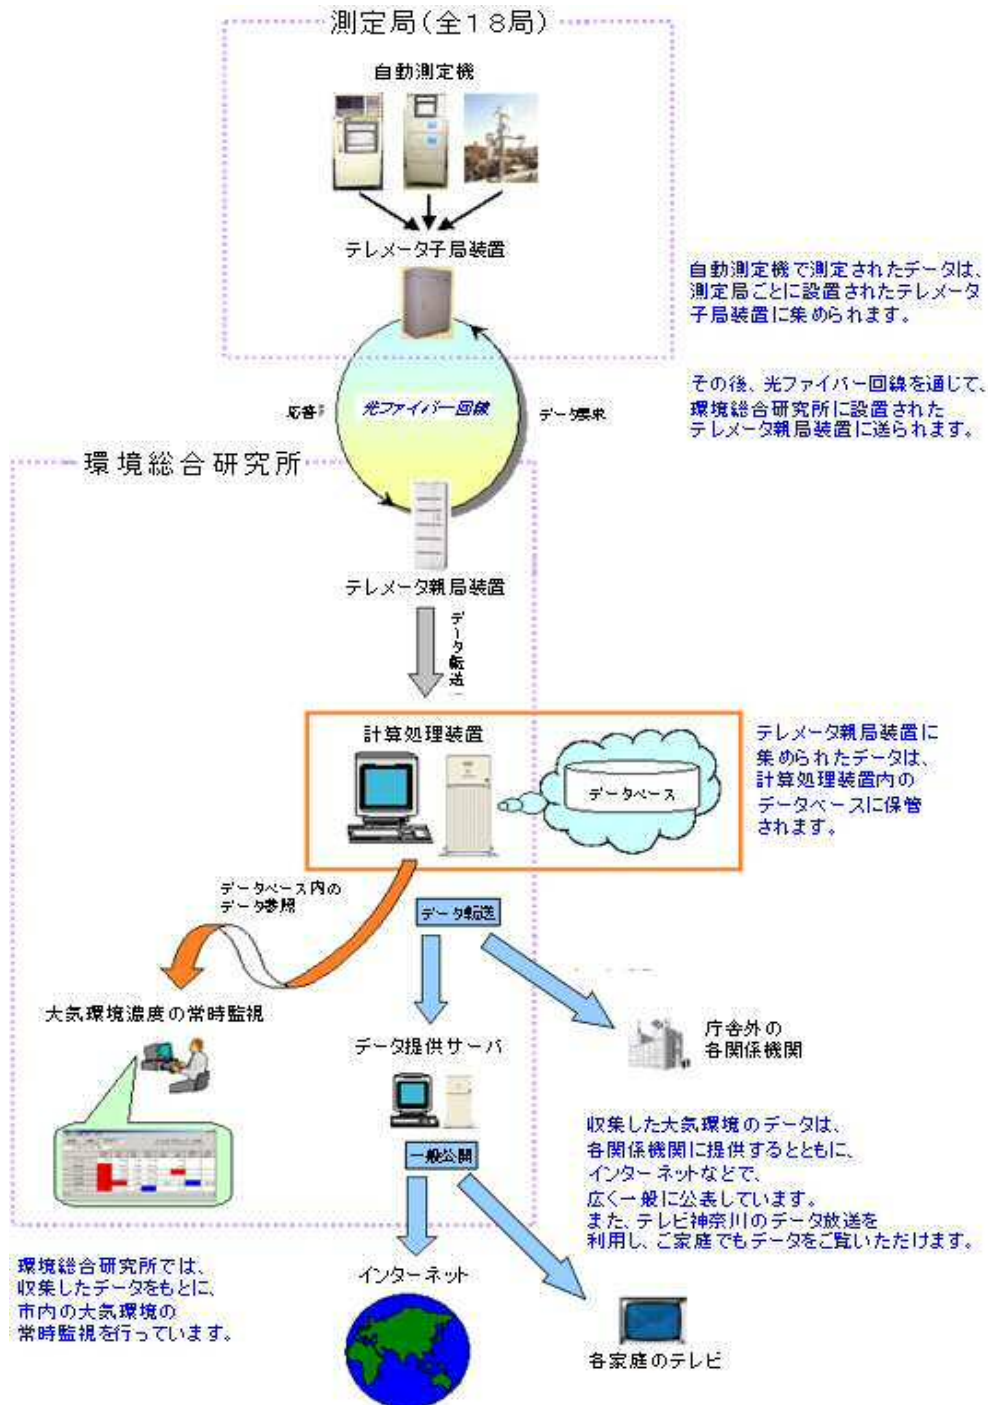 測定局(全18局)
自動測定機
テレメータ子局装置
自動測定機で測定されたデータは、
測定局ごとに設置されたテレメータ
子局装置に集められます。
その後、光ファイバー回線を通じて、
環境総合研究所に設置された
テレメータ親局装置に送られます。
応答
光ファイバー回線
データ要求
環境総合研究所
テレメータ親局装置
データ転送
計算処理装置
データベース
テレメータ親局装置に
集められたデータは、
計算処理装置内の
データベースに保管
されます。
データベース内の
データ参照
データ転送
大気環境濃度の常時監視
データ提供サーバ
庁舎外の
各関係機関
一般公開
収集した大気環境のデータは、
各関係機関に提供するとともに、
インターネットなどで、
広く一般に公表しています。
また、テレビ神奈川のデータ放送を
利用し、ご家庭でもデータをご覧いただけます。
環境総合研究所では、
収集したデータをもとに、
市内の大気環境の
常時監視を行っています。
インターネット
各家庭のテレビ